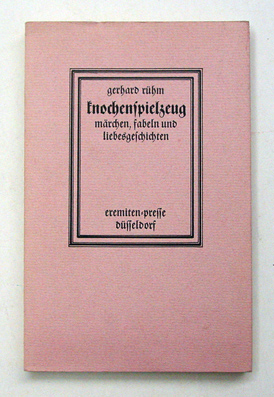 gerhard rühm
knochenspielzeug
märchen, fabeln und
liebesgeschichten
eremiten-presse
düsseldorf